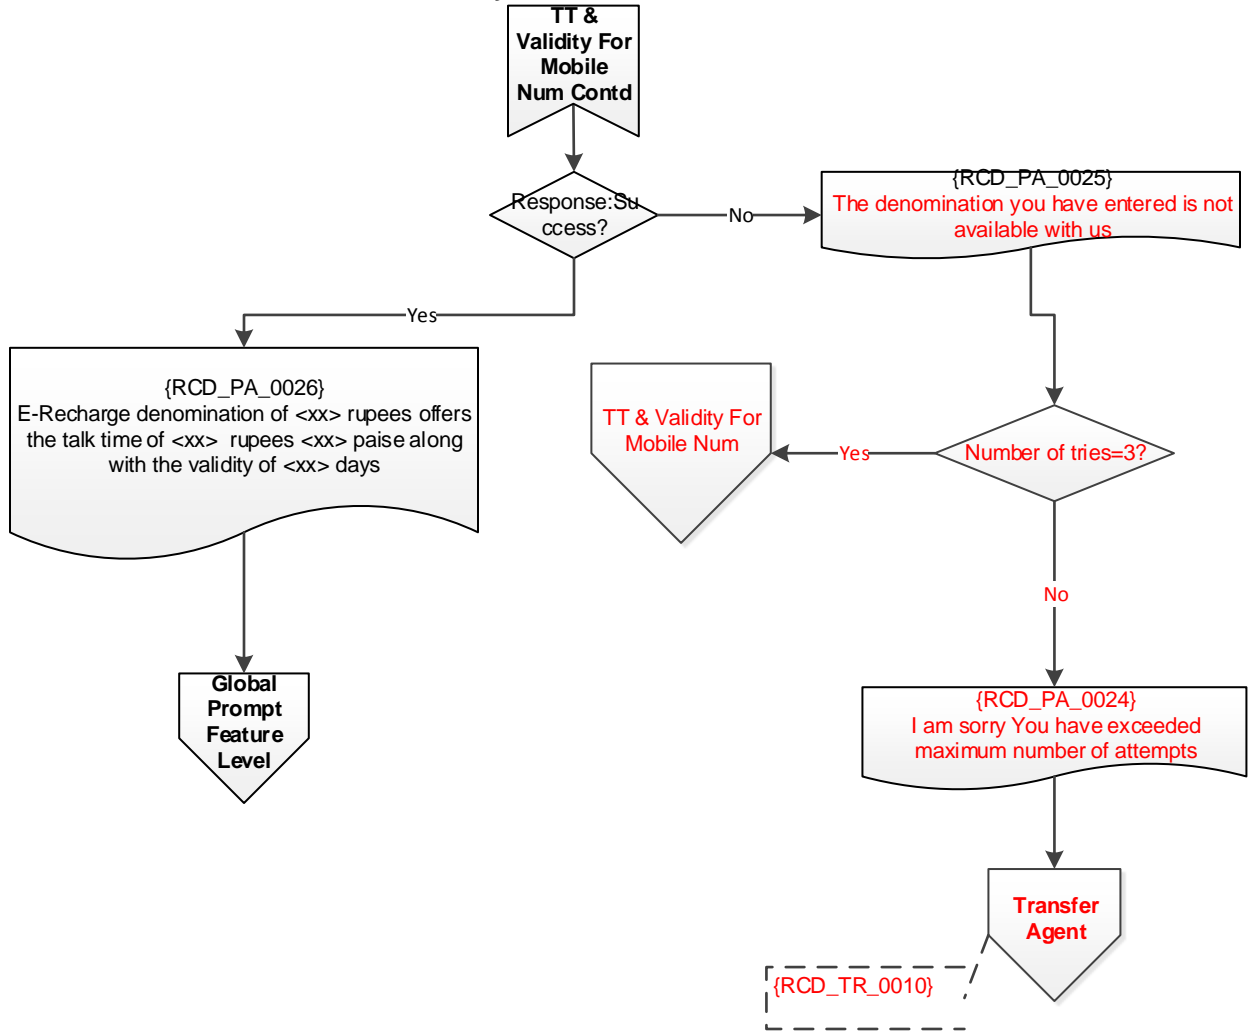 TT &
Validity For
Mobile
Num Contd
Response:Su
ccess?
No
{RCD_PA_0025}
The denomination you have entered is not
available with us
Yes
{RCD_PA_0026}
E-Recharge denomination of <xx> rupees offers
the talk time of <xx> rupees <xx> paise along
with the validity of <xx> days
TT & Validity For
Mobile Num
Yes
Number of tries=3?
No
Global
Prompt
Feature
Level
{RCD_PA_0024}
I am sorry You have exceeded
maximum number of attempts
Transfer
Agent
{RCD_TR_0010}